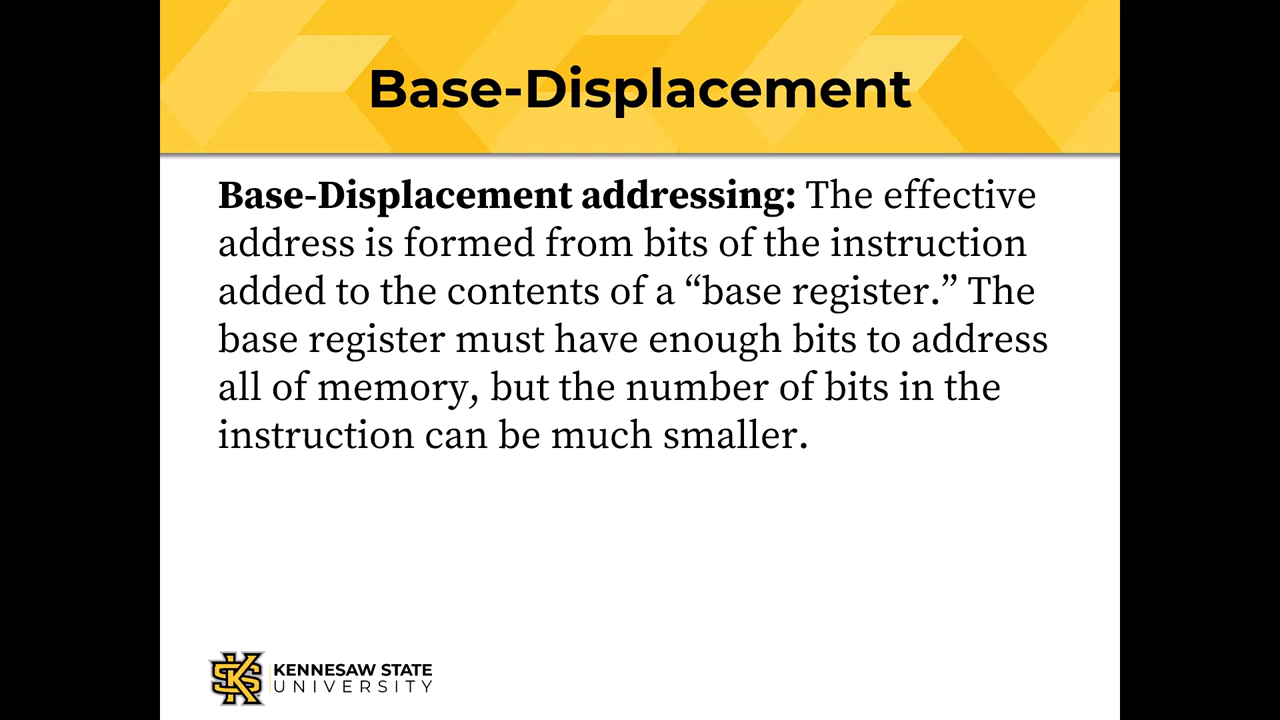 Base-Displacement
Base-Displacement addressing: The effective
address is formed from bits of the instruction
added to the contents of a “base register.” The
base register must have enough bits to address
all of memory, but the number of bits in the
instruction can be much smaller.
KENNESAW STATE
UNIVERSITY